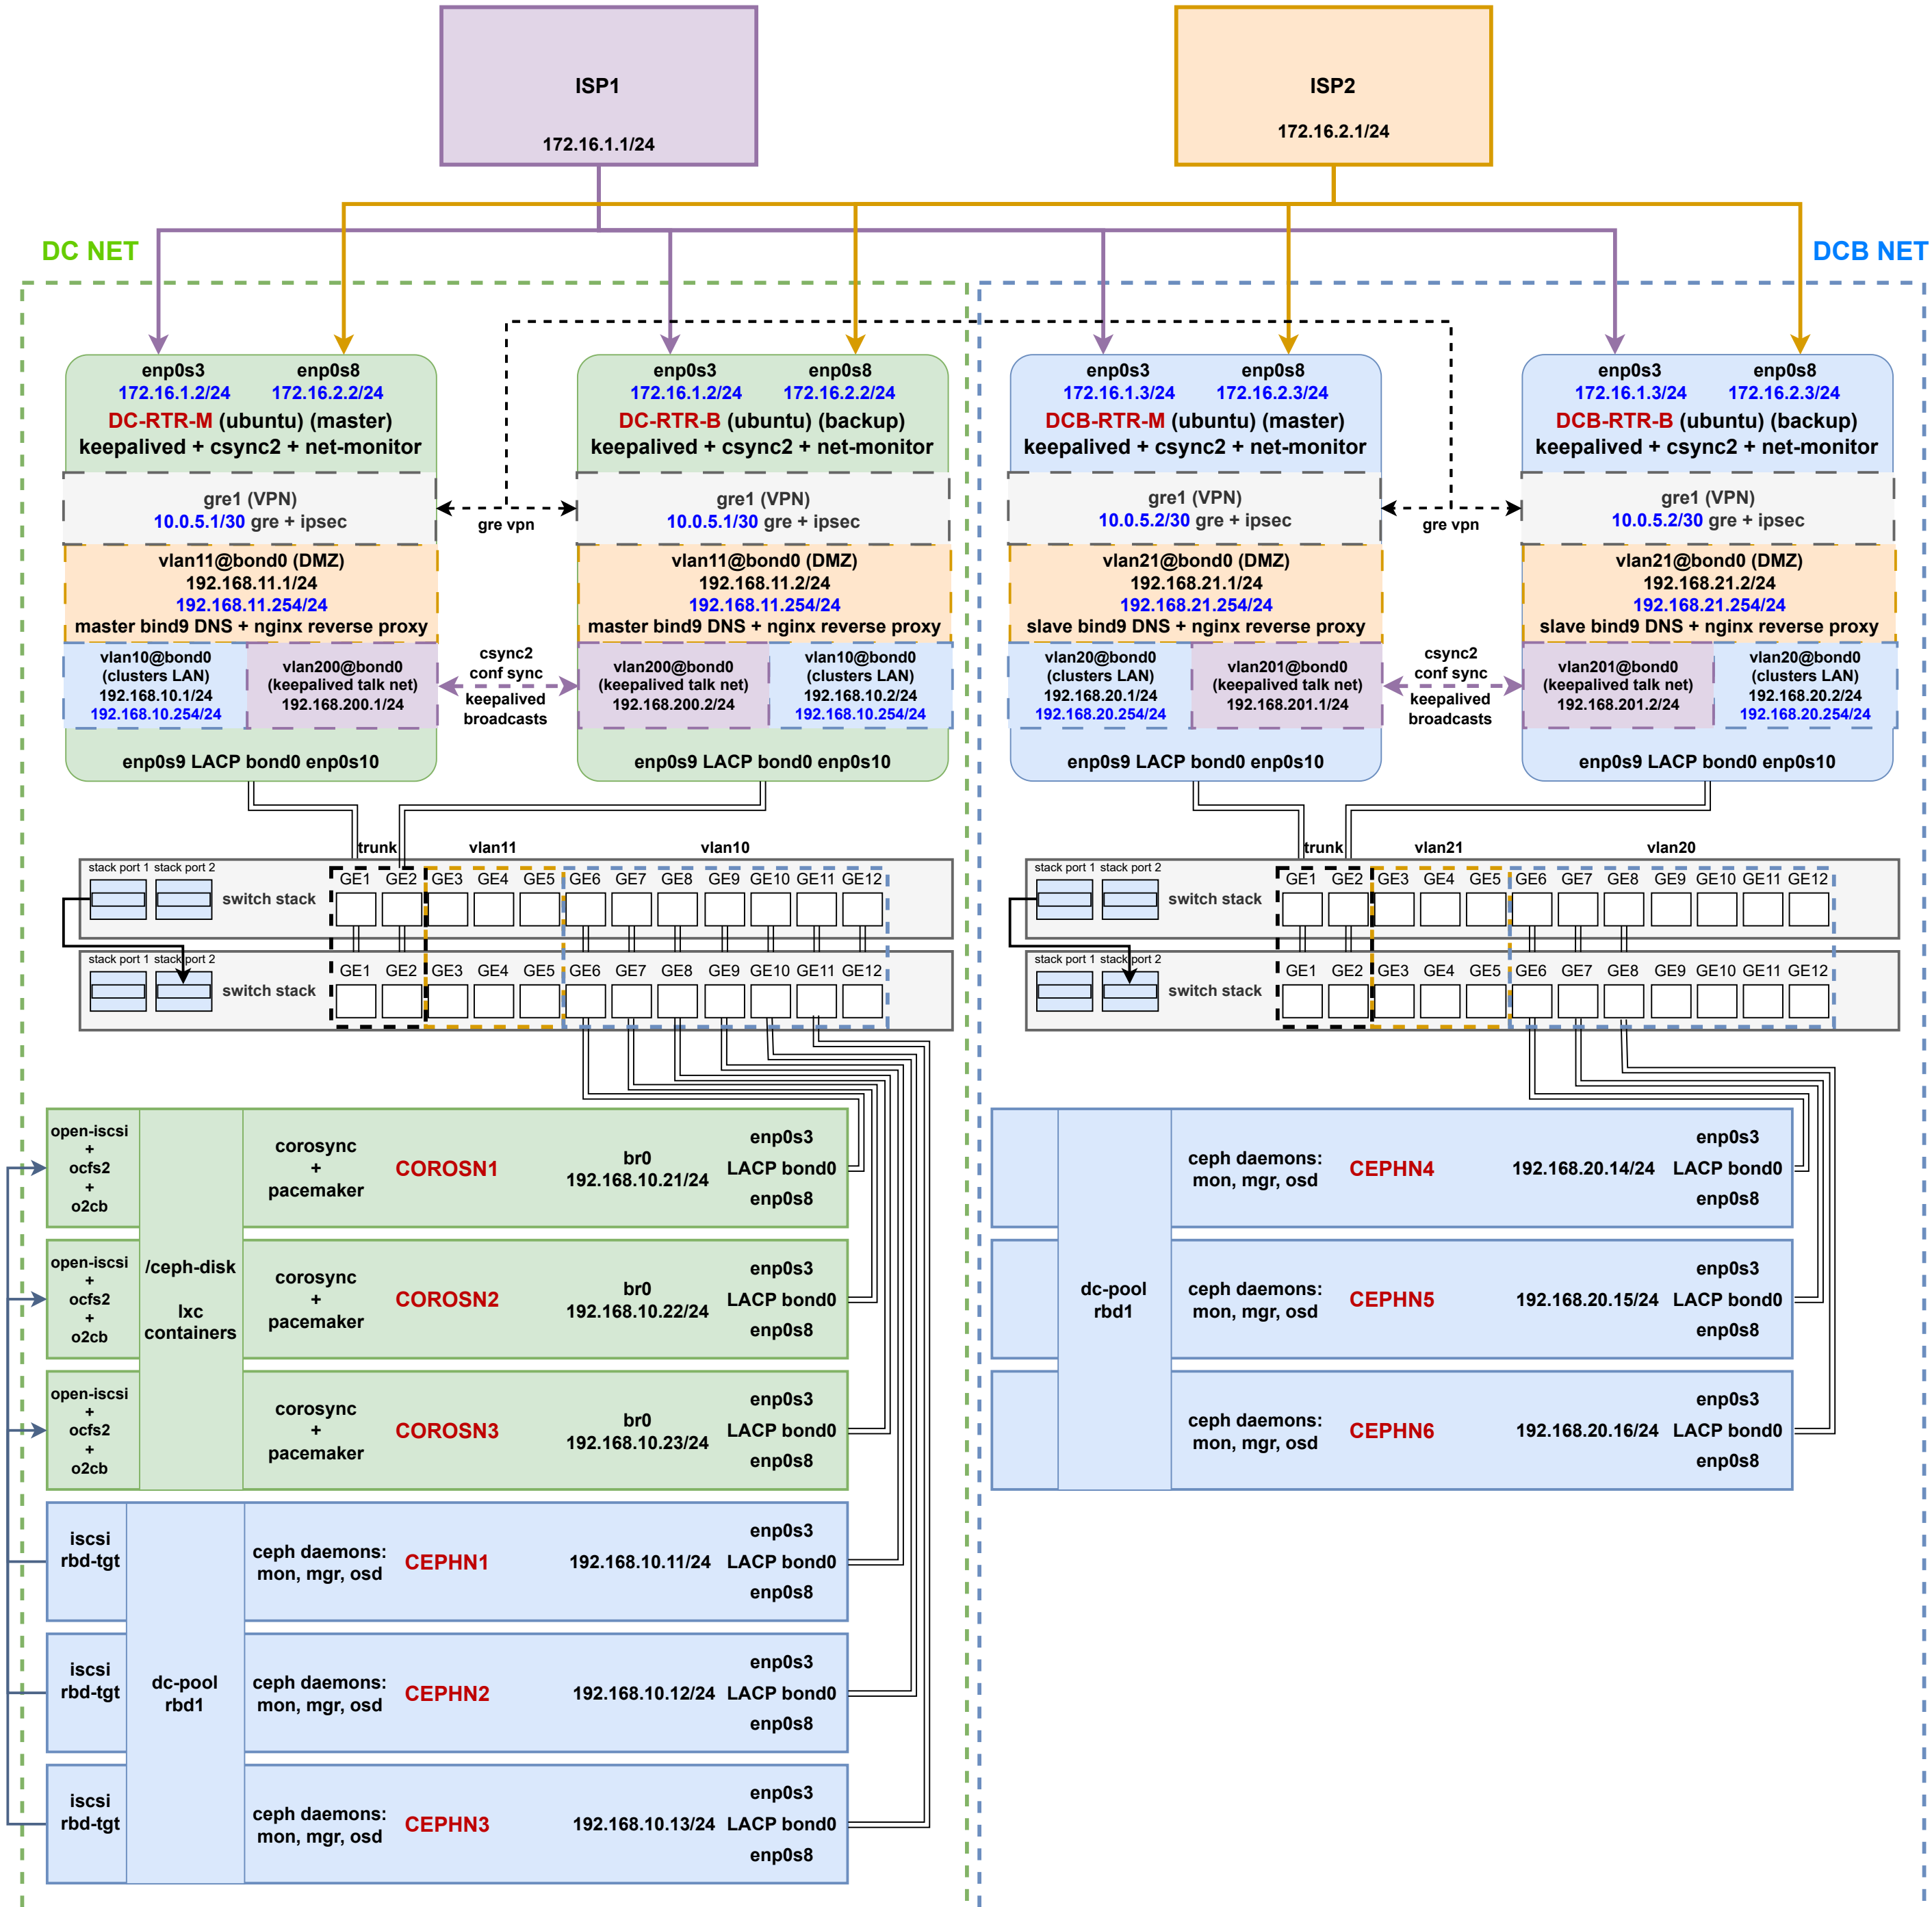 ISP1
172.16.1.1/24
ISP2
172.16.2.1/24
DC NET
DCB NET
enp0s3
172.16.1.2/24
enp0s8
172.16.2.2/24
DC-RTR-M (ubuntu) (master)
keepalived + csync2 + net-monitor
gre1 (VPN)
10.0.5.1/30 gre + ipsec
vlan11@bond0 (DMZ)
192.168.11.1/24
192.168.11.254/24
master bind9 DNS + nginx reverse proxy
vlan10@bond0
(clusters LAN)
192.168.10.1/24
192.168.10.254/24
vlan200@bond0
(keepalived talk net)
192.168.200.1/24
enp0s9 LACP bond0 enp0s10
gre vpn
csync2
conf sync
keepalived
broadcasts
enp0s3
172.16.1.2/24
enp0s8
172.16.2.2/24
DC-RTR-B (ubuntu) (backup)
keepalived + csync2 + net-monitor
gre1 (VPN)
10.0.5.1/30 gre + ipsec
vlan11@bond0 (DMZ)
192.168.11.2/24
192.168.11.254/24
master bind9 DNS + nginx reverse proxy
vlan200@bond0
(keepalived talk net)
192.168.200.2/24
vlan10@bond0
(clusters LAN)
192.168.10.2/24
192.168.10.254/24
enp0s9 LACP bond0 enp0s10
enp0s3
172.16.1.3/24
enp0s8
172.16.2.3/24
DCB-RTR-M (ubuntu) (master)
keepalived + csync2 + net-monitor
gre1 (VPN)
10.0.5.2/30 gre + ipsec
vlan21@bond0 (DMZ)
192.168.21.1/24
192.168.21.254/24
slave bind9 DNS + nginx reverse proxy
vlan20@bond0
(clusters LAN)
192.168.20.1/24
192.168.20.254/24
vlan201@bond0
(keepalived talk net)
192.168.201.1/24
enp0s9 LACP bond0 enp0s10
gre vpn
csync2
conf sync
keepalived
broadcasts
enp0s3
172.16.1.3/24
enp0s8
172.16.2.3/24
DCB-RTR-B (ubuntu) (backup)
keepalived + csync2 + net-monitor
gre1 (VPN)
10.0.5.2/30 gre + ipsec
vlan21@bond0 (DMZ)
192.168.21.2/24
192.168.21.254/24
slave bind9 DNS + nginx reverse proxy
vlan201@bond0
(keepalived talk net)
192.168.201.2/24
vlan20@bond0
(clusters LAN)
192.168.20.2/24
192.168.20.254/24
enp0s9 LACP bond0 enp0s10
trunk vlan11 vlan10
stack port 1 stack port 2
switch stack
GE1 GE2 GE3 GE4 GE5 GE6 GE7 GE8 GE9 GE10 GE11 GE12
stack port 1 stack port 2
switch stack
GE1 GE2 GE3 GE4 GE5 GE6 GE7 GE8 GE9 GE10 GE11 GE12
trunk vlan21 vlan20
stack port 1 stack port 2
switch stack
GE1 GE2 GE3 GE4 GE5 GE6 GE7 GE8 GE9 GE10 GE11 GE12
stack port 1 stack port 2
switch stack
GE1 GE2 GE3 GE4 GE5 GE6 GE7 GE8 GE9 GE10 GE11 GE12
open-iscsi
+
ocfs2
+
o2cb
corosync
+
pacemaker
COROSN1
br0
192.168.10.21/24
enp0s3
LACP bond0
enp0s8
open-iscsi
+
ocfs2
+
o2cb
/ceph-disk
lxc
containers
corosync
+
pacemaker
COROSN2
br0
192.168.10.22/24
enp0s3
LACP bond0
enp0s8
open-iscsi
+
ocfs2
+
o2cb
corosync
+
pacemaker
COROSN3
br0
192.168.10.23/24
enp0s3
LACP bond0
enp0s8
iscsi
rbd-tgt
ceph daemons:
mon, mgr, osd
CEPHN1
192.168.10.11/24
enp0s3
LACP bond0
enp0s8
iscsi
rbd-tgt
dc-pool
rbd1
ceph daemons:
mon, mgr, osd
CEPHN2
192.168.10.12/24
enp0s3
LACP bond0
enp0s8
iscsi
rbd-tgt
ceph daemons:
mon, mgr, osd
CEPHN3
192.168.10.13/24
enp0s3
LACP bond0
enp0s8
ceph daemons:
mon, mgr, osd
CEPHN4
192.168.20.14/24
enp0s3
LACP bond0
enp0s8
dc-pool
rbd1
ceph daemons:
mon, mgr, osd
CEPHN5
192.168.20.15/24
enp0s3
LACP bond0
enp0s8
ceph daemons:
mon, mgr, osd
CEPHN6
192.168.20.16/24
enp0s3
LACP bond0
enp0s8